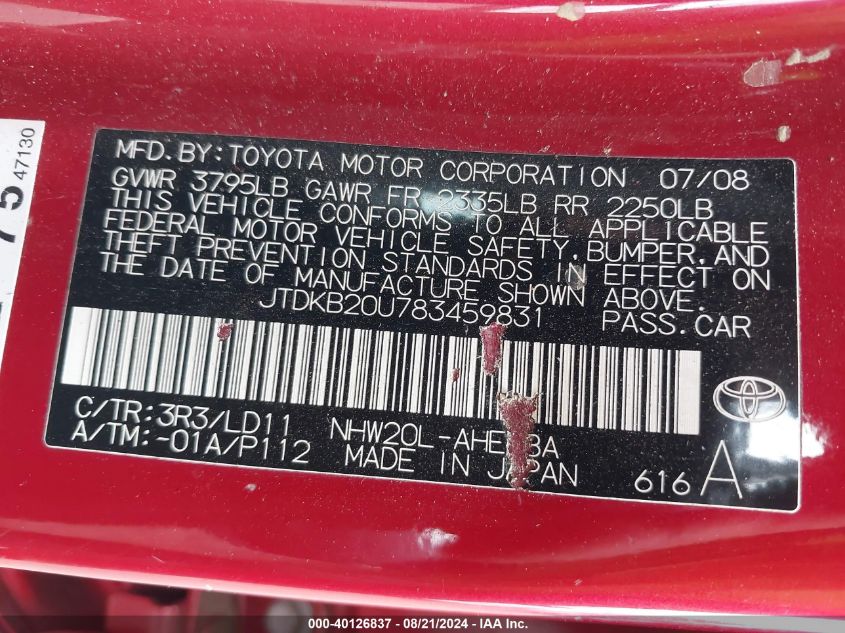 MFD.BY:TOYOTA MOTOR CORPORATION 07/08
GVWR 3795LB GAWR FR 2335LB RR 2250LB
THIS VEHICLE CONFORMS TO ALL APPLICABLE
FEDERAL MOTOR VEHICLE SAFETY,BUMPER,AND
THEFT PREVENTION STANDARDS IN EFFECT ON
THE DATE OF MANUFACTURE SHOWN ABOVE.
JTDKB20U783459831 PASS.CAR
C/TR:3R3/LD11
A/TM:-01A/P112
MADE IN JAPAN
616 A
47130
000-40126837 - 08/21/2024 - IAA Inc.